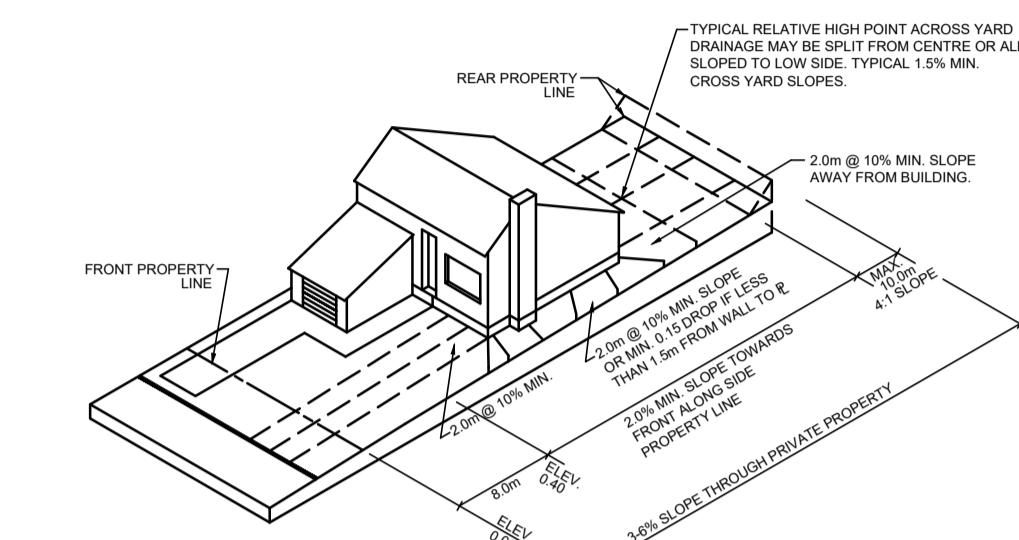 TYPICAL RELATIVE HIGH POINT ACROSS YARD
DRAINAGE MAY BE SPLIT FROM CENTRE OR ALL
SLOPED TO LOW SIDE. TYPICAL 1.5% MIN.
CROSS YARD SLOPES.
REAR PROPERTY
LINE
2.0m @ 10% MIN. SLOPE
AWAY FROM BUILDING.
FRONT PROPERTY
LINE
MAX.
10.0m
4:1 SLOPE
2.0m @ 10% MIN. SLOPE
OR MIN. 0.15 DROP IF LESS
THAN 1.5m FROM WALL TO ⅊
2.0m @ 10% MIN.
2.0% MIN. SLOPE TOWARDS
FRONT ALONG SIDE
PROPERTY LINE
8.0m
ELEV.
0.40
ELEV
3-6% SLOPE THROUGH PRIVATE PROPERTY